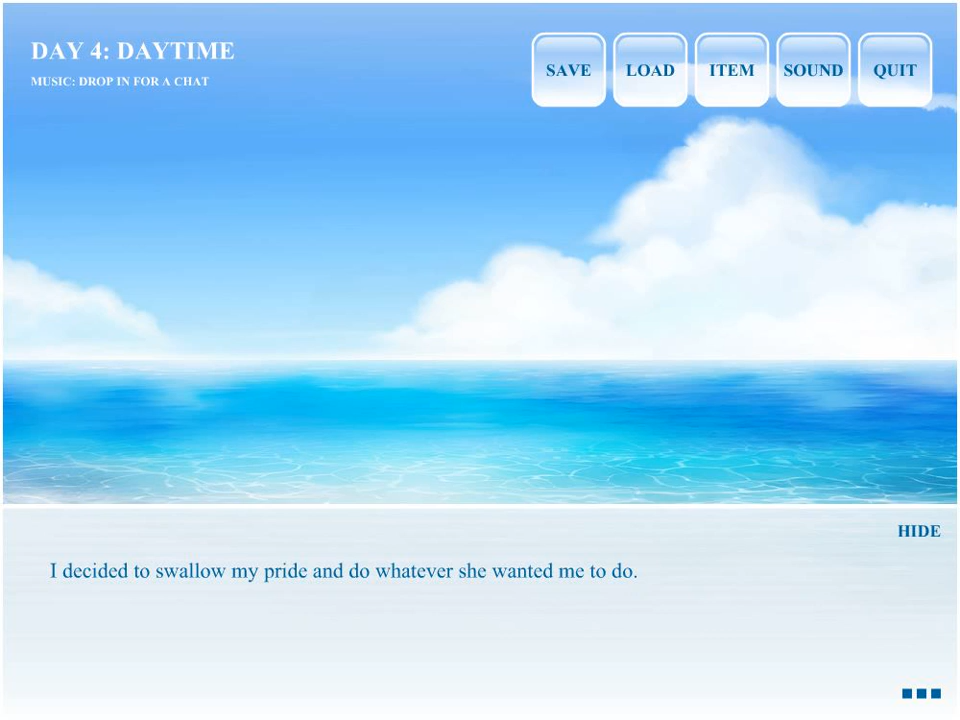 DAY 4: DAYTIME
MUSIC: DROP IN FOR A CHAT
SAVE LOAD ITEM SOUND QUIT
HIDE
I decided to swallow my pride and do whatever she wanted me to do.